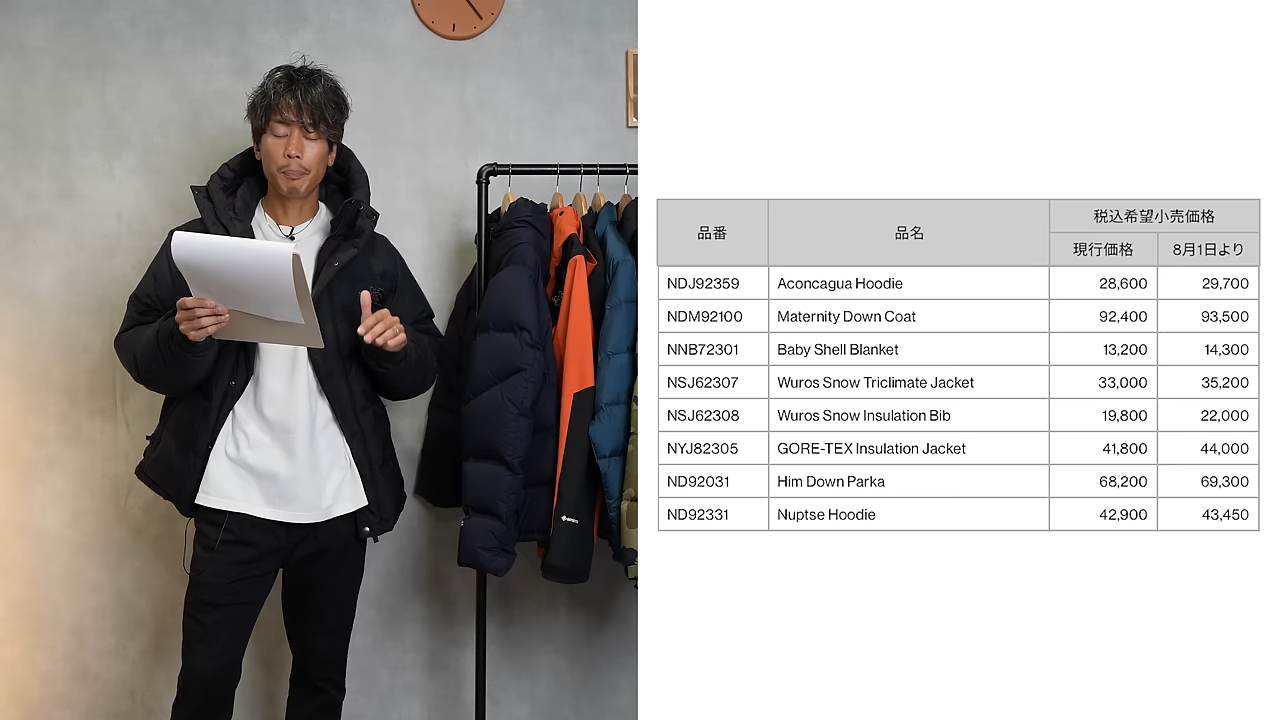 税込希望小売価格
品番 品名 現行価格 8月1日より
NDJ92359 Aconcagua Hoodie 28,600 29,700
NDM92100 Maternity Down Coat 92,400 93,500
NNB72301 Baby Shell Blanket 13,200 14,300
NSJ62307 Wuros Snow Triclimate Jacket 33,000 35,200
NSJ62308 Wuros Snow Insulation Bib 19,800 22,000
NYJ82305 GORE-TEX Insulation Jacket 41,800 44,000
ND92031 Him Down Parka 68,200 69,300
ND92331 Nuptse Hoodie 42,900 43,450